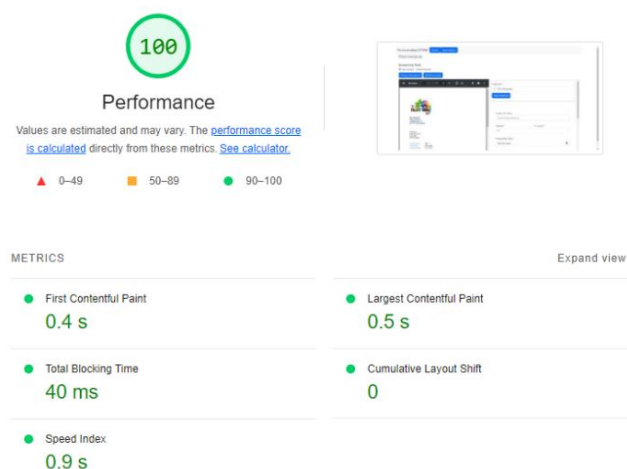 100
Performance
Values are estimated and may vary. The performance score
is calculated directly from these metrics. See calculator.
0–49
50–89
90–100
METRICS
Expand view
First Contentful Paint
0.4 s
Largest Contentful Paint
0.5 s
Total Blocking Time
40 ms
Cumulative Layout Shift
0
Speed Index
0.9 s